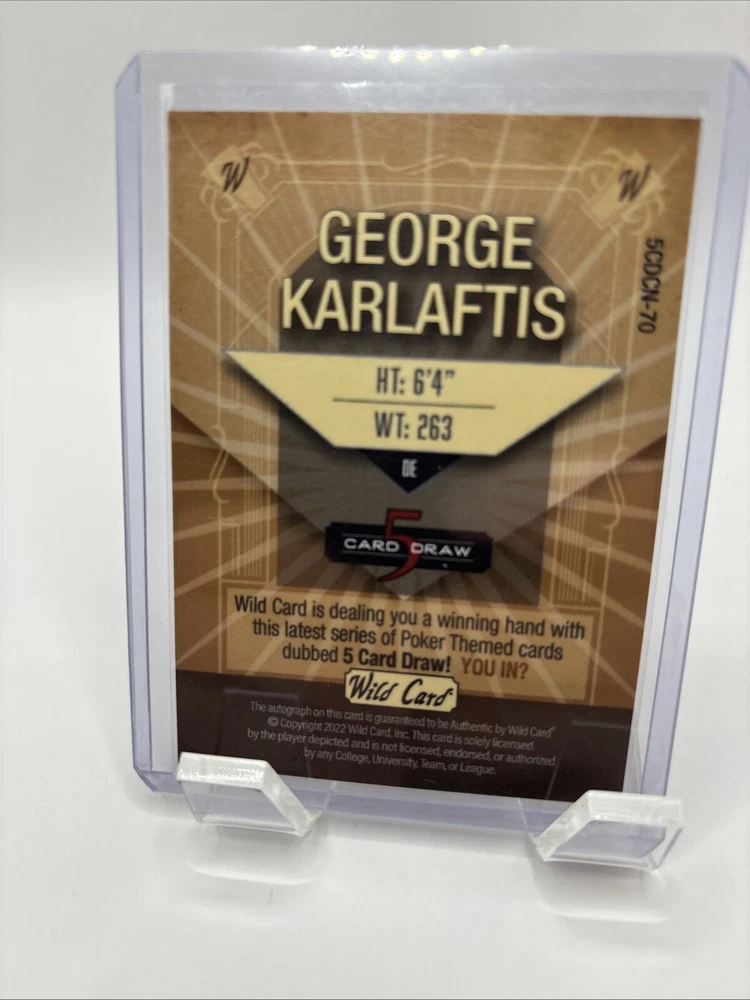 W
W
GEORGE
KARLAFTIS
5CDCN-70
HT: 6'4"
WT: 263
DE
5
CARD DRAW
Wild Card is dealing you a winning hand with
this latest series of Poker Themed cards
dubbed 5 Card Draw! YOU IN?
Wild Card
The autograph on this card is guaranteed to be Authentic by Wild Card®
© Copyright 2022 Wild Card, Inc. This card is solely licensed
by the player depicted and is not licensed, endorsed, or authorized
by any College, University, Team, or League.